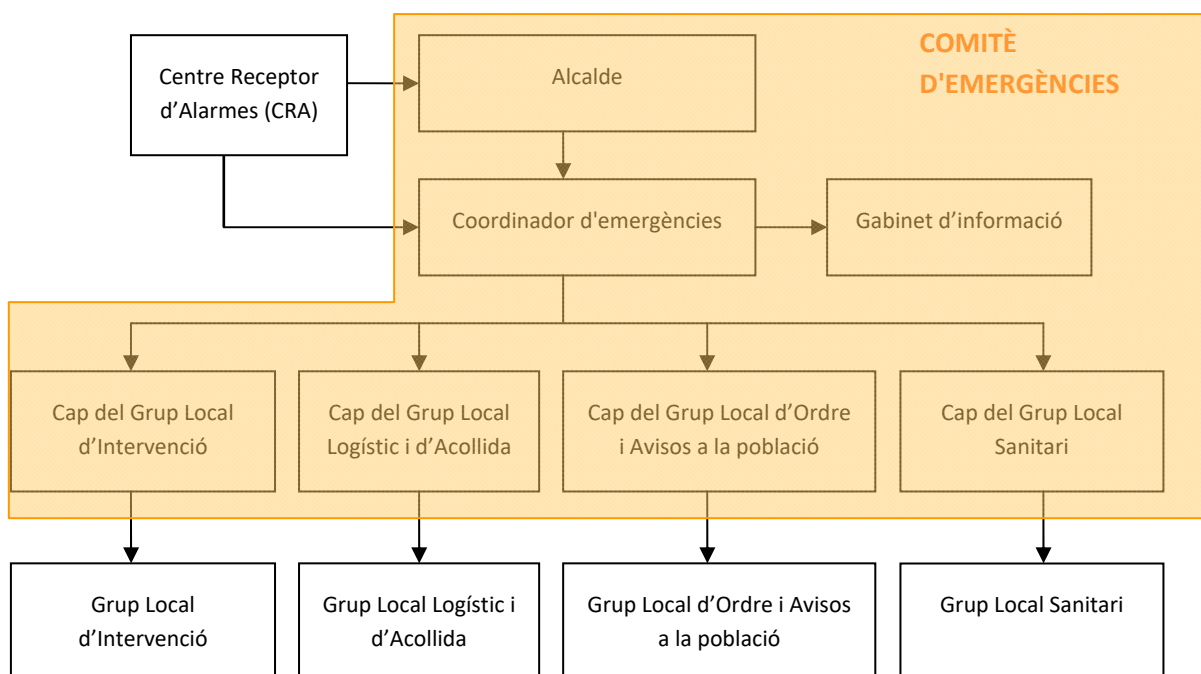 COMITÈ
D'EMERGÈNCIES
Centre Receptor
d’Alarmes (CRA)
Alcalde
Coordinador d'emergències
Gabinet d’informació
Cap del Grup Local
d’Intervenció
Cap del Grup Local
Logístic i d’Acollida
Cap del Grup Local d’Ordre
i Avisos a la població
Cap del Grup Local
Sanitari
Grup Local
d’Intervenció
Grup Local Logístic i
d’Acollida
Grup Local d’Ordre i Avisos
a la població
Grup Local Sanitari